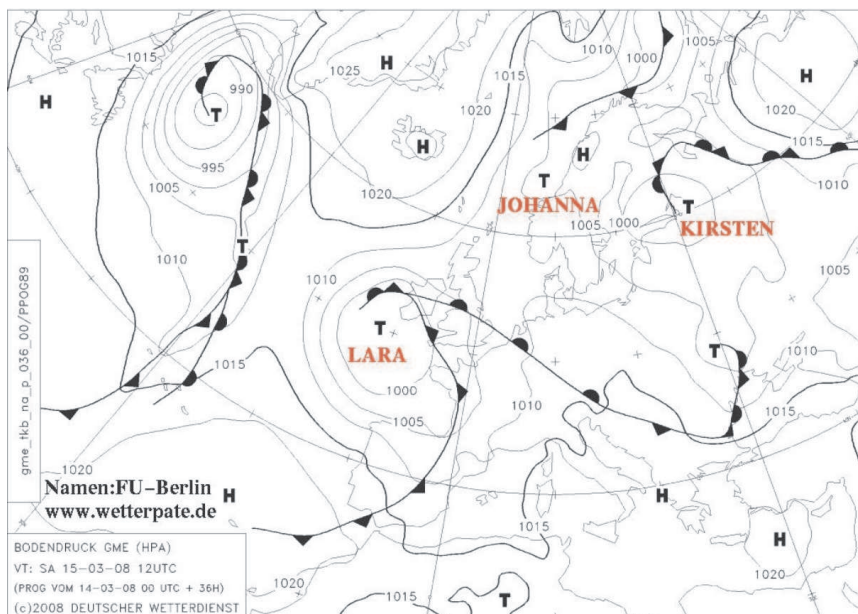 1015
990
H
T
995
1005
T
1010
1015
1020
H
1025
H
1020
1015
1010
1000
1005
H
1020
1015
1010
H
T
JOHANNA
1005
1000
T
KIRSTEN
1005
1010
T
LARA
1000
1005
1010
T
1010
1015
H
1015
H
H
1020
1015
T
1020
gme_tkb_na_p_036_00/PPOG89
Namen:FU-Berlin
www.wetterpate.de
BODENDRUCK GME (HPA)
VT: SA 15-03-08 12UTC
(PROG VOM 14-03-08 00 UTC + 36H)
(c)2008 DEUTSCHER WETTERDIENST